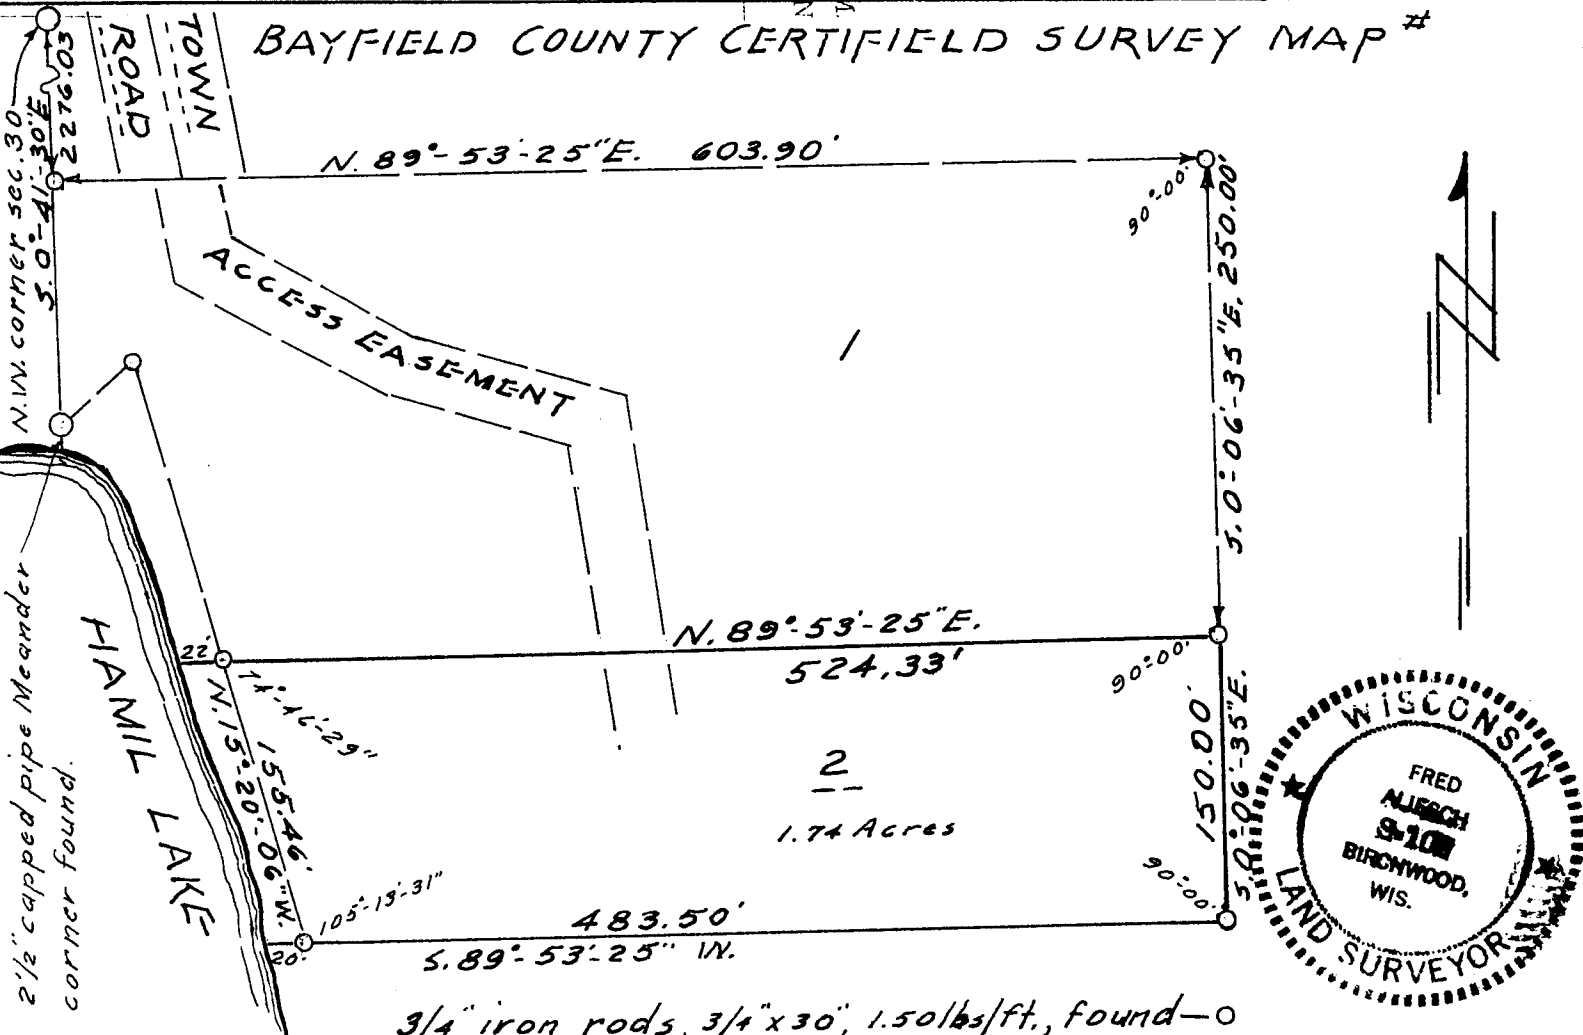 BAYFIELD COUNTY CERTIFIELD SURVEY MAP #
TOWN
ROAD
N.W. corner sec. 30
S.0°-41'-30"E
2276.03
N. 89°-53'-25"E. 603.90'
90°-00'
S.0°-06'-35"E. 250.00'
ACCESS EASEMENT
1
N
2 1/2" capped pipe Meander
corner found.
HAMIL LAKE
22'
N. 89°-53'-25"E.
524.33'
90°-00'
74°-46'-29"
N. 15°-20'-06"W.
155.46'
2
1.74 Acres
150.00'
S.0°-06'-35"E.
90°-00'
105°-13'-31"
20'
483.50'
S.89°-53'-25" W.
WISCONSIN
FRED
BIRCHWOOD,
WIS.
LAND SURVEYOR
3/4" iron rods, 3/4"x30", 1.50lbs/ft., found—O